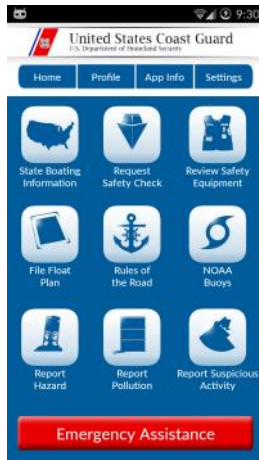 9:30
United States Coast Guard
U.S. Department of Homeland Security
Home Profile App Info Settings
State Boating Information
Request Safety Check
Review Safety Equipment
File Float Plan
Rules of the Road
NOAA Buoys
Report Hazard
Report Pollution
Report Suspicious Activity
Emergency Assistance